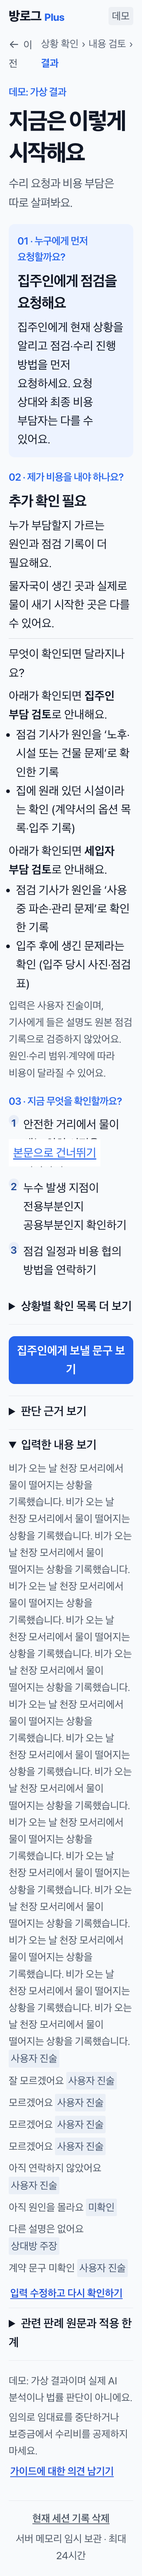 방로그 Plus
데모
← 이전
상황 확인 › 내용 검토 ›
결과
데모: 가상 결과
지금은 이렇게
시작해요
수리 요청과 비용 부담은
따로 살펴봐요.
01 · 누구에게 먼저
요청할까요?
집주인에게 점검을
요청해요
집주인에게 현재 상황을
알리고 점검·수리 진행
방법을 먼저
요청하세요. 요청
상대와 최종 비용
부담자는 다를 수
있어요.
02 · 제가 비용을 내야 하나요?
추가 확인 필요
누가 부담할지 가르는
원인과 점검 기록이 더
필요해요.
물자국이 생긴 곳과 실제로
물이 새기 시작한 곳은 다를
수 있어요.
무엇이 확인되면 달라지나
요?
아래가 확인되면 집주인
부담 검토로 안내해요.
• 점검 기사가 원인을 ‘노후·
시설 또는 건물 문제’로 확
인한 기록
• 집에 원래 있던 시설이라
는 확인 (계약서의 옵션 목
록·입주 기록)
아래가 확인되면 세입자
부담 검토로 안내해요.
• 점검 기사가 원인을 ‘사용
중 파손·관리 문제’로 확인
한 기록
• 입주 후에 생긴 문제라는
확인 (입주 당시 사진·점검
표)
입력은 사용자 진술이며,
기사에게 들은 설명도 원본 점검
기록으로 검증하지 않았어요.
원인·수리 범위·계약에 따라
비용이 달라질 수 있어요.
03 · 지금 무엇을 확인할까요?
1 안전한 거리에서 물이
본문으로 건너뛰기
2 누수 발생 지점이
전용부분인지
공용부분인지 확인하기
3 점검 일정과 비용 협의
방법을 연락하기
▶ 상황별 확인 목록 더 보기
집주인에게 보낼 문구 보
기
▶ 판단 근거 보기
▼ 입력한 내용 보기
비가 오는 날 천장 모서리에서
물이 떨어지는 상황을
기록했습니다. 비가 오는 날
천장 모서리에서 물이 떨어지는
상황을 기록했습니다. 비가 오는
날 천장 모서리에서 물이
떨어지는 상황을 기록했습니다.
비가 오는 날 천장 모서리에서
물이 떨어지는 상황을
기록했습니다. 비가 오는 날
천장 모서리에서 물이 떨어지는
상황을 기록했습니다. 비가 오는
날 천장 모서리에서 물이
떨어지는 상황을 기록했습니다.
비가 오는 날 천장 모서리에서
물이 떨어지는 상황을
기록했습니다. 비가 오는 날
천장 모서리에서 물이 떨어지는
상황을 기록했습니다. 비가 오는
날 천장 모서리에서 물이
떨어지는 상황을 기록했습니다.
비가 오는 날 천장 모서리에서
물이 떨어지는 상황을
기록했습니다. 비가 오는 날
천장 모서리에서 물이 떨어지는
상황을 기록했습니다. 비가 오는
날 천장 모서리에서 물이
떨어지는 상황을 기록했습니다.
비가 오는 날 천장 모서리에서
물이 떨어지는 상황을
기록했습니다. 비가 오는 날
천장 모서리에서 물이 떨어지는
상황을 기록했습니다. 비가 오는
날 천장 모서리에서 물이
떨어지는 상황을 기록했습니다.
사용자 진술
잘 모르겠어요 사용자 진술
모르겠어요 사용자 진술
모르겠어요 사용자 진술
모르겠어요 사용자 진술
아직 연락하지 않았어요
사용자 진술
아직 원인을 몰라요 미확인
다른 설명은 없어요
상대방 주장
계약 문구 미확인 사용자 진술
입력 수정하고 다시 확인하기
▶ 관련 판례 원문과 적용 한
계
데모: 가상 결과이며 실제 AI
분석이나 법률 판단이 아니에요.
임의로 임대료를 중단하거나
보증금에서 수리비를 공제하지
마세요.
가이드에 대한 의견 남기기
현재 세션 기록 삭제
서버 메모리 임시 보관 · 최대
24시간